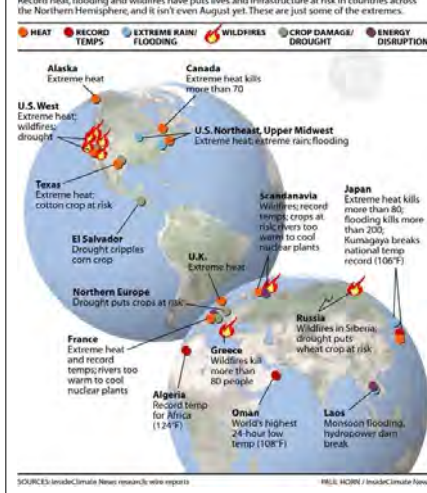 Record heat, flooding and wildfires have puts lives and infrastructure at risk in countries across
the Northern Hemisphere, and it isn't even August yet. These are just some of the extremes.
HEAT
RECORD
TEMPS
EXTREME RAIN/
FLOODING
WILDFIRES
CROP DAMAGE/
DROUGHT
ENERGY
DISRUPTION
Alaska
Extreme heat
Canada
Extreme heat kills
more than 70
U.S. West
Extreme heat;
wildfires;
drought
U.S. Northeast, Upper Midwest
Extreme heat; extreme rain; flooding
Texas
Extreme heat;
cotton crop at risk
El Salvador
Drought cripples
corn crop
Scandanavia
Wildfires; record
temps; crops at
risk; rivers too
warm to cool
nuclear plants
Japan
Extreme heat kills
more than 80;
flooding kills more
than 200;
Kumagaya breaks
national temp
record (106°F)
U.K.
Extreme heat
Northern Europe
Drought puts crops at risk
France
Extreme heat
and record
temps; rivers too
warm to cool
nuclear plants
Greece
Wildfires kill
more than
80 people
Russia
Wildfires in Siberia;
drought puts
wheat crop at risk
Algeria
Record temp
for Africa
(124°F)
Oman
World's highest
24-hour low
temp (108°F)
Laos
Monsoon flooding,
hydropower dam
break
SOURCES: InsideClimate News research; wire reports
PAUL HORN / InsideClimate News